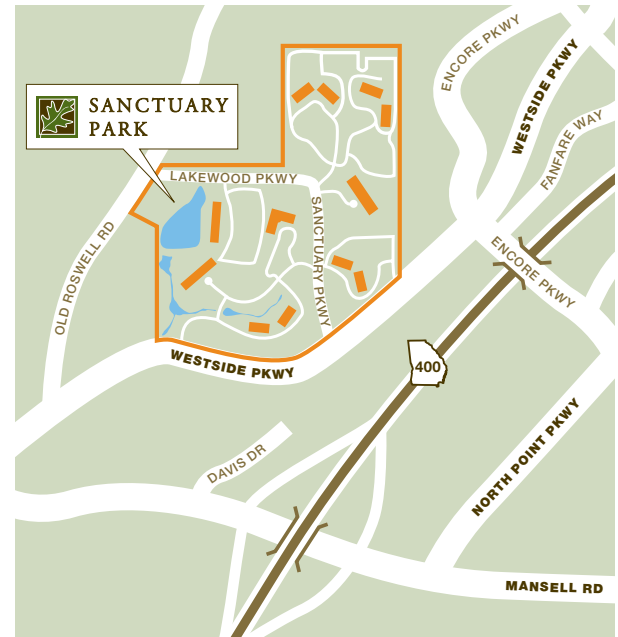 ENCORE PKWY
WESTSIDE PKWY
FANFARE WAY
SANCTUARY
PARK
LAKEWOOD PKWY
SANCTUARY PKWY
OLD ROSWELL RD
ENCORE PKWY
WESTSIDE PKWY
400
DAVIS DR
NORTH POINT PKWY
MANSELL RD